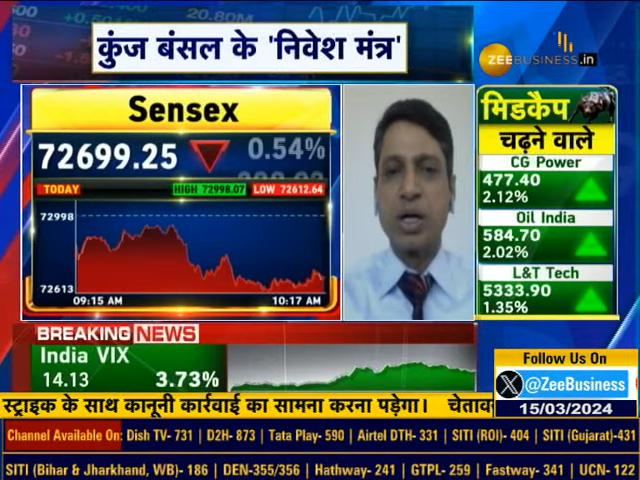 कुंज बंसल के 'निवेश मंत्र'
ZEEBUSINESS.in
Sensex
72699.25 0.54%
TODAY HIGH 72998.07 LOW 72612.64
72998
72613
09:15 AM 10:17 AM
मिडकैप
चढ़ने वाले
CG Power
477.40
2.12%
Oil India
584.70
2.02%
L&T Tech
5333.90
1.35%
BREAKING NEWS
India VIX
14.13 3.73%
Follow Us On
X @ZeeBusiness
15/03/2024
स्ट्राइक के साथ कानूनी कार्रवाई का सामना करना पड़ेगा। चेताव
Channel Available On: Dish TV- 731 | D2H- 873 | Tata Play- 590 | Airtel DTH- 331 | SITI (ROI)- 404 | SITI (Gujarat)-431
SITI (Bihar & Jharkhand, WB)- 186 | DEN-355/356 | Hathway- 241 | GTPL- 259 | Fastway- 341 | UCN- 122